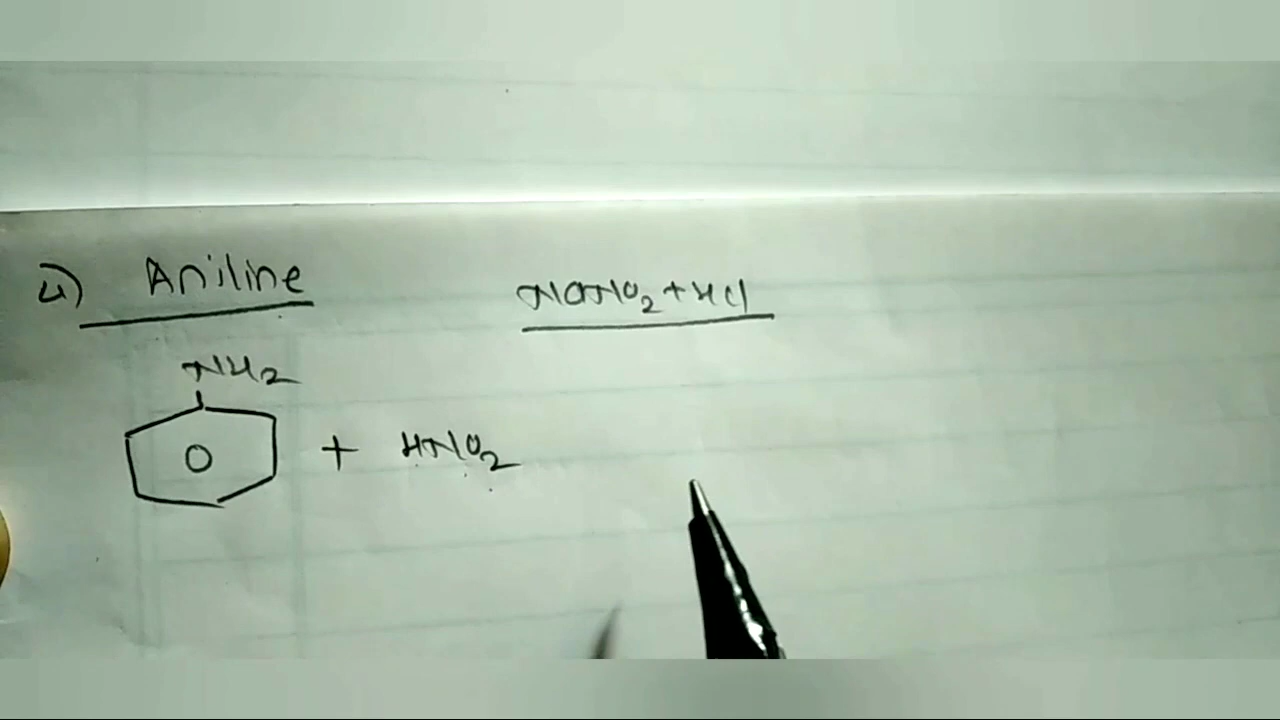 4) Aniline
NaNO2 + HCl
NH2
+ HNO2